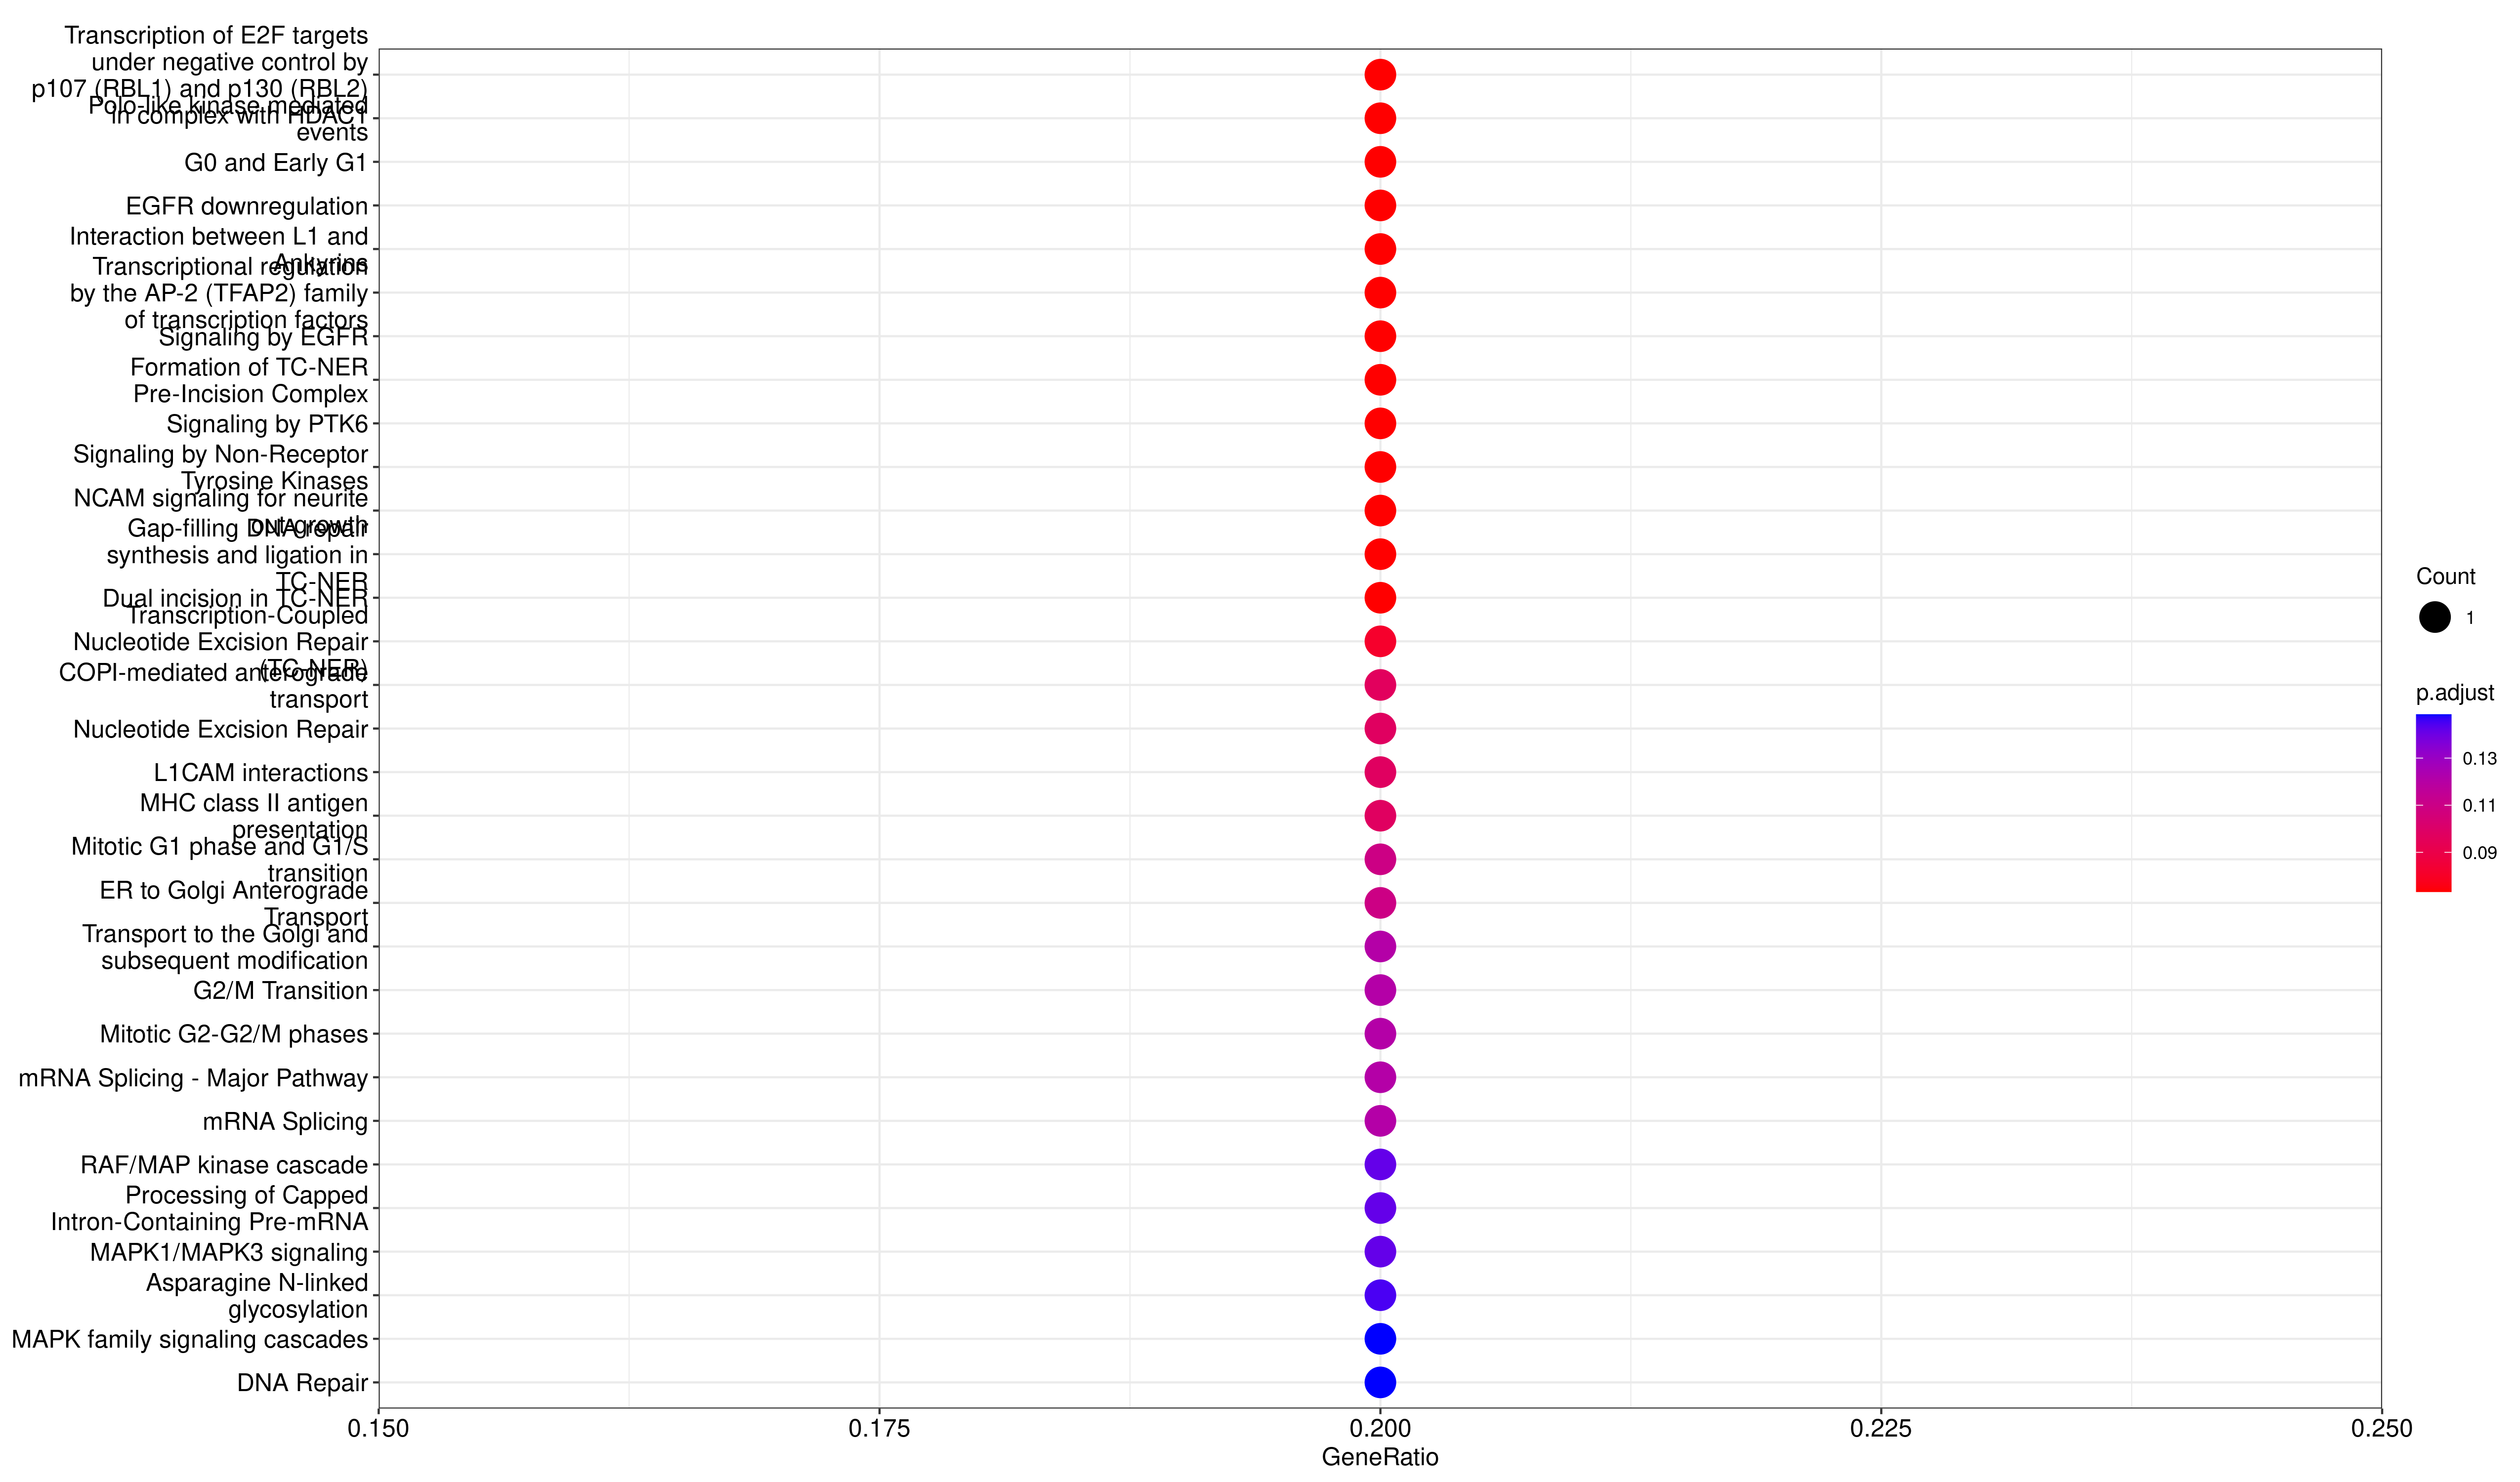 Transcription of E2F targets
under negative control by
p107 (RBL1) and p130 (RBL2)
in complex with HDAC1
Polo-like kinase mediated
events
G0 and Early G1
EGFR downregulation
Interaction between L1 and
Ankyrins
Transcriptional regulation
by the AP-2 (TFAP2) family
of transcription factors
Signaling by EGFR
Formation of TC-NER
Pre-Incision Complex
Signaling by PTK6
Signaling by Non-Receptor
Tyrosine Kinases
NCAM signaling for neurite
out-growth
Gap-filling DNA repair
synthesis and ligation in
TC-NER
Dual incision in TC-NER
Transcription-Coupled
Nucleotide Excision Repair
(TC-NER)
COPI-mediated anterograde
transport
Nucleotide Excision Repair
L1CAM interactions
MHC class II antigen
presentation
Mitotic G1 phase and G1/S
transition
ER to Golgi Anterograde
Transport
Transport to the Golgi and
subsequent modification
G2/M Transition
Mitotic G2-G2/M phases
mRNA Splicing - Major Pathway
mRNA Splicing
RAF/MAP kinase cascade
Processing of Capped
Intron-Containing Pre-mRNA
MAPK1/MAPK3 signaling
Asparagine N-linked
glycosylation
MAPK family signaling cascades
DNA Repair
0.150
0.175
0.200
0.225
0.250
GeneRatio
Count
1
p.adjust
0.13
0.11
0.09